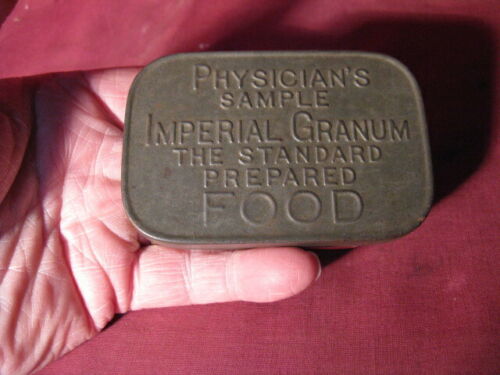 PHYSICIAN'S
SAMPLE
IMPERIAL GRANUM
THE STANDARD
PREPARED
FOOD